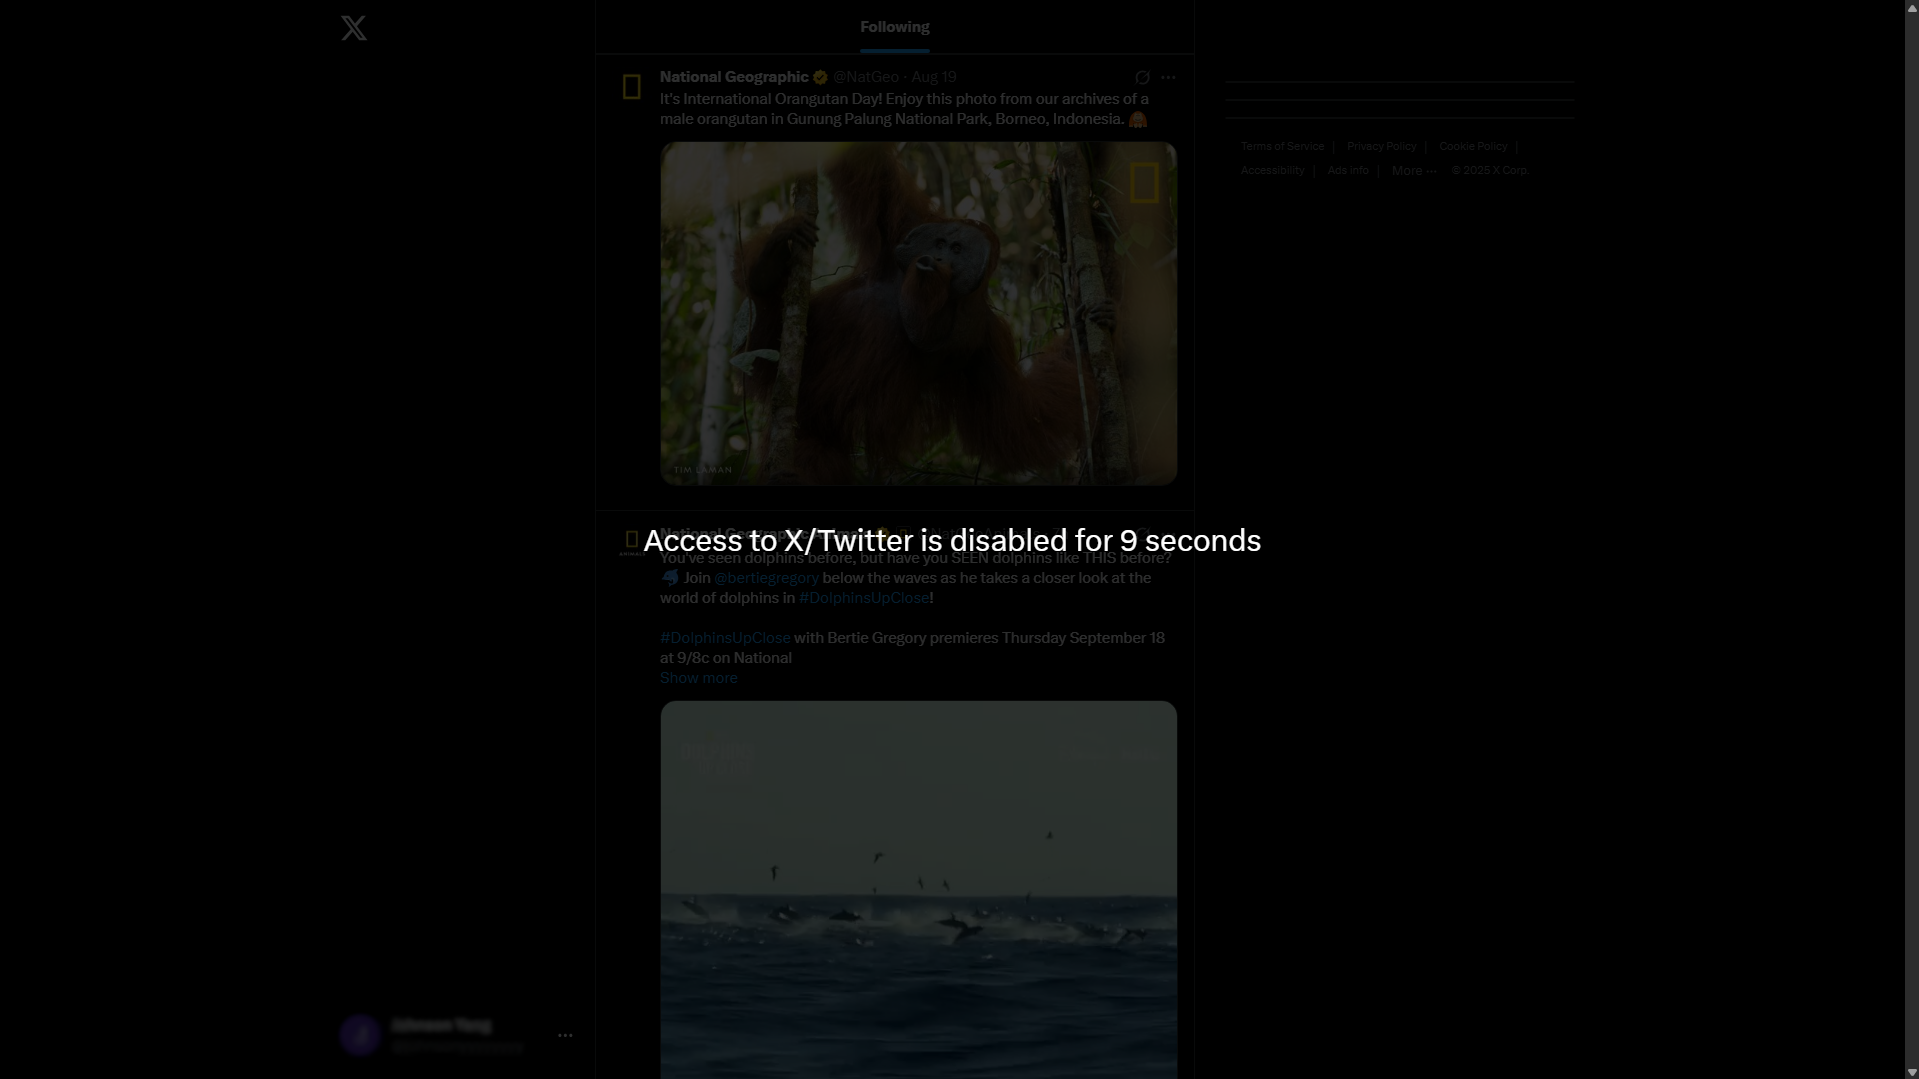 Following
National Geographic @NatGeo · Aug 19
It's International Orangutan Day! Enjoy this photo from our archives of a
male orangutan in Gunung Palung National Park, Borneo, Indonesia.
TIM LAMAN
National Geographic
Access to X/Twitter is disabled for 9 seconds
You've seen dolphins before, but have you SEEN dolphins like THIS before?
Join @bertiegregory below the waves as he takes a closer look at the
world of dolphins in #DolphinsUpClose!
#DolphinsUpClose with Bertie Gregory premieres Thursday September 18
at 9/8c on National
Show more
Terms of Service | Privacy Policy | Cookie Policy |
Accessibility | Ads info | More ··· © 2025 X Corp.